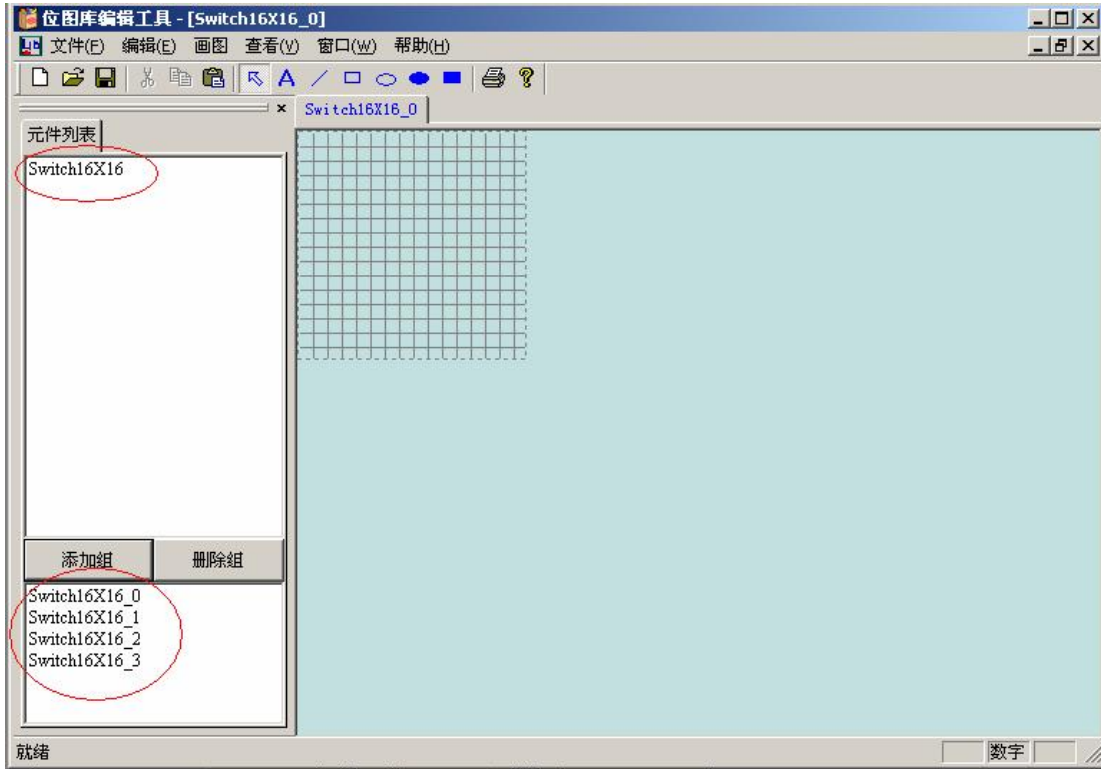 位图库编辑工具 - [Switch16X16_0]
文件(F) 编辑(E) 画图 查看(V) 窗口(W) 帮助(H)
A
Switch16X16_0
元件列表
Switch16X16
添加组 删除组
Switch16X16_0
Switch16X16_1
Switch16X16_2
Switch16X16_3
就绪 数字